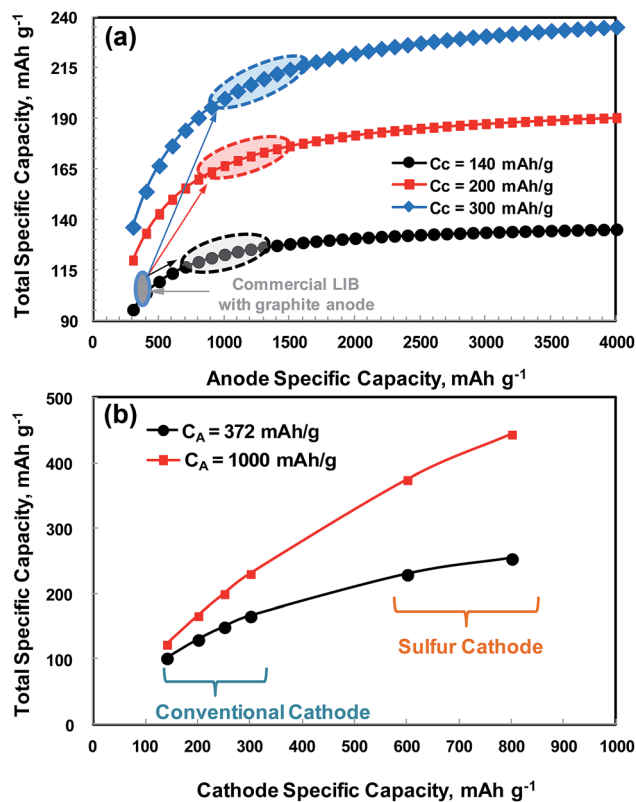 (a)
Total Specific Capacity, mAh g-1
240
215
190
165
140
115
90
Cc = 140 mAh/g
Cc = 200 mAh/g
Cc = 300 mAh/g
Commercial LIB
with graphite anode
0 500 1000 1500 2000 2500 3000 3500 4000
Anode Specific Capacity, mAh g-1
(b)
Total Specific Capacity, mAh g-1
500
400
300
200
100
0
CA = 372 mAh/g
CA = 1000 mAh/g
Sulfur Cathode
Conventional Cathode
0 100 200 300 400 500 600 700 800 900 1000
Cathode Specific Capacity, mAh g-1